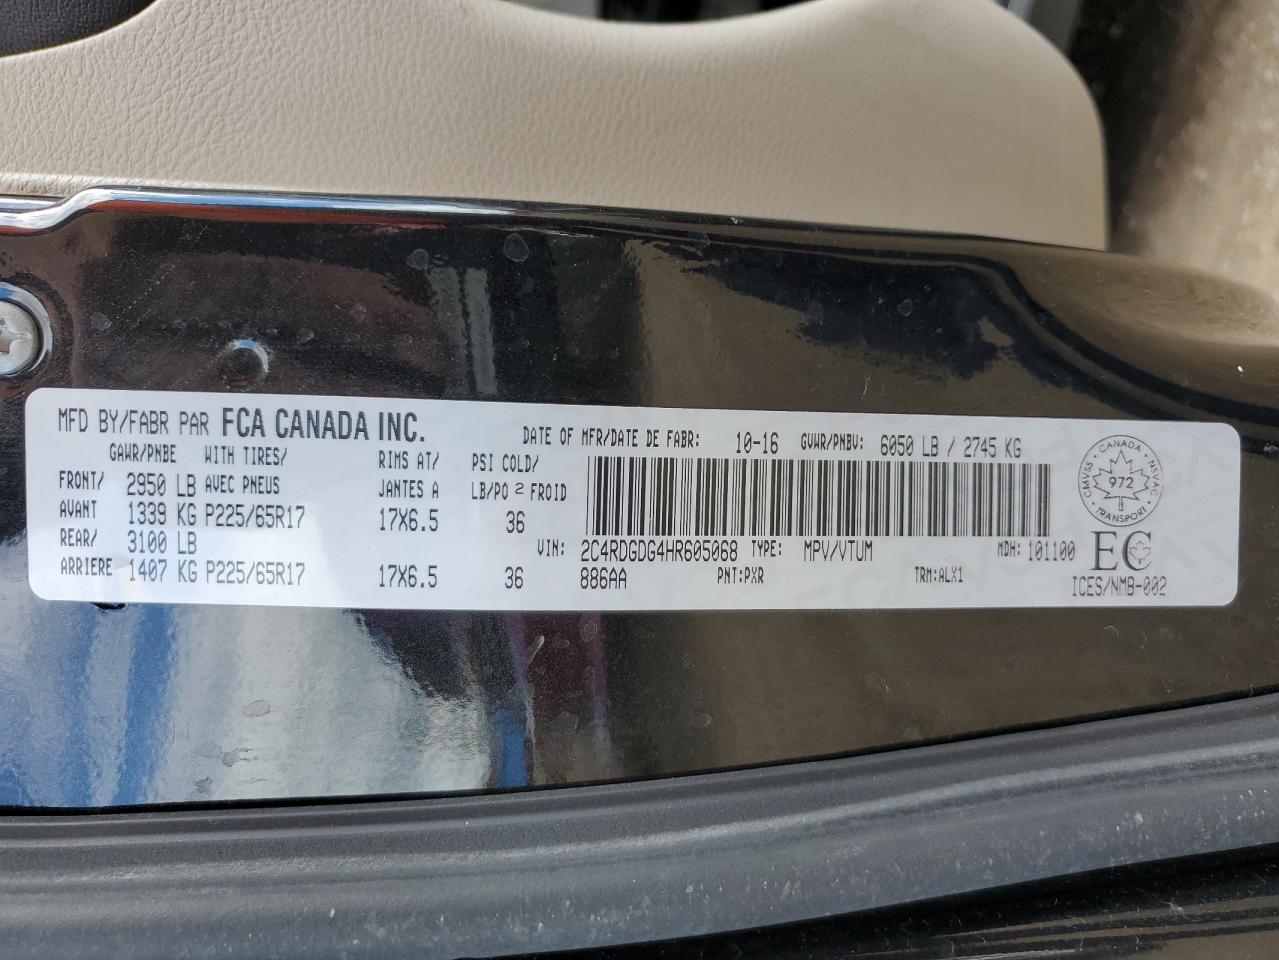 MFD BY/FABR PAR FCA CANADA INC. DATE OF MFR/DATE DE FABR: 10-16 GVWR/PNBV: 6050 LB / 2745 KG
GAWR/PNBE WITH TIRES/ RIMS AT/ PSI COLD/
FRONT/ 2950 LB AVEC PNEUS JANTES A LB/PO² FROID
AVANT 1339 KG P225/65R17 17X6.5 36
REAR/ 3100 LB VIN: 2C4RDGDG4HR605068 TYPE: MPV/VTUM MDH: 101100
ARRIERE 1407 KG P225/65R17 17X6.5 36 886AA PNT:PXR TRM:ALX1
CMVSS · CANADA · NSVAC
972
TRANSPORT
EC
ICES/NMB-002